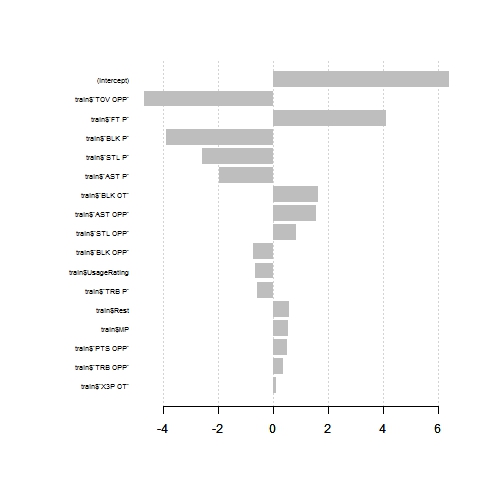 (Intercept)
train$`TOV OPP`
train$`FT P`
train$`BLK P`
train$`STL P`
train$`AST P`
train$`BLK OT`
train$`AST OPP`
train$`STL OPP`
train$`BLK OPP`
train$UsageRating
train$`TRB P`
train$Rest
train$MP
train$`PTS OPP`
train$`TRB OPP`
train$`X3P OT`
-4 -2 0 2 4 6